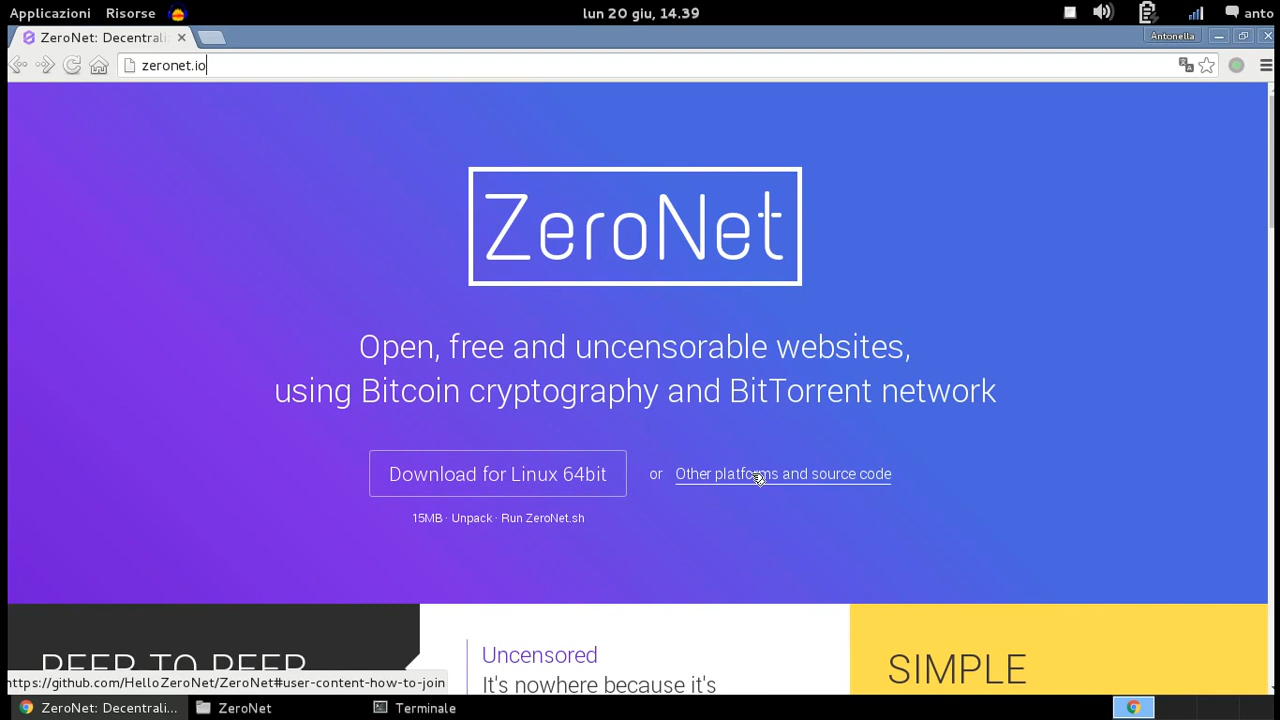 Applicazioni Risorse lun 20 giu, 14.39 anto
ZeroNet: Decentrali Antonella
zeronet.io
ZeroNet
Open, free and uncensorable websites,
using Bitcoin cryptography and BitTorrent network
Download for Linux 64bit or Other platforms and source code
15MB · Unpack · Run ZeroNet.sh
PEER TO PEER
Uncensored
It's nowhere because it's
SIMPLE
https://github.com/HelloZeroNet/ZeroNet#user-content-how-to-join
ZeroNet: Decentrali... ZeroNet Terminale